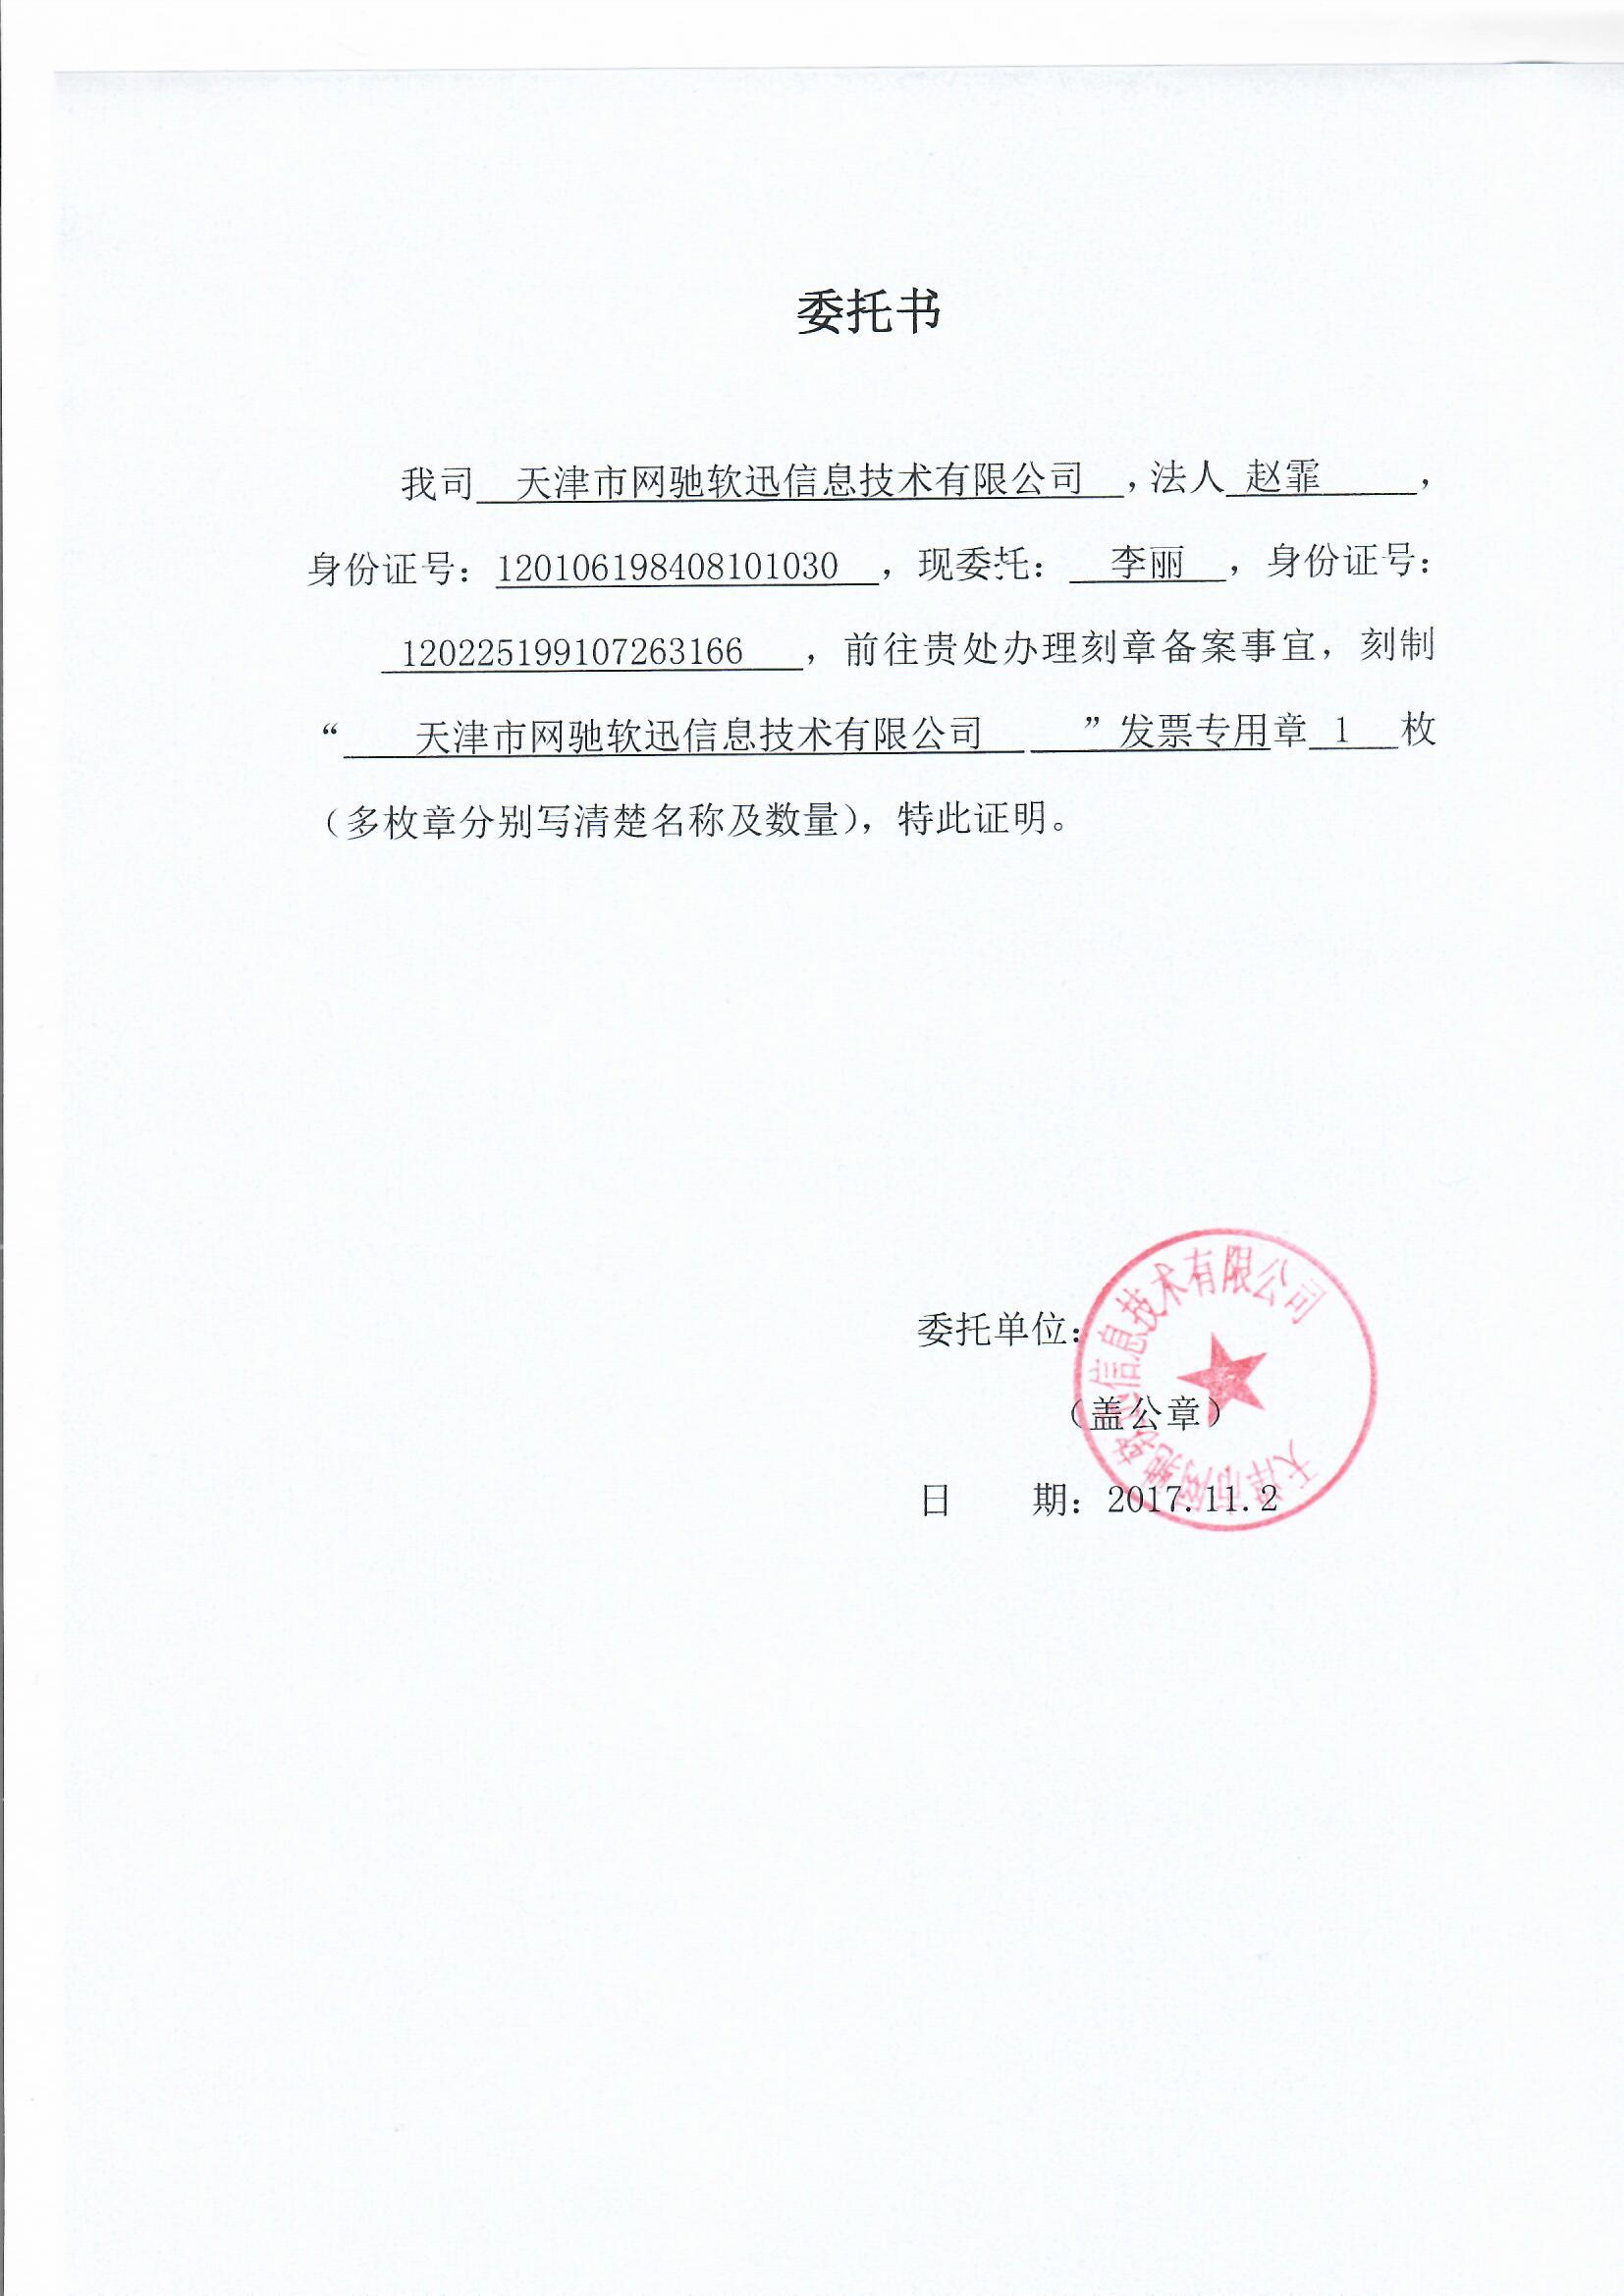 委托书
我司 天津市网驰软迅信息技术有限公司 ，法人 赵霏 ，
身份证号：120106198408101030 ，现委托： 李丽 ，身份证号：
120225199107263166 ，前往贵处办理刻章备案事宜，刻制
“ 天津市网驰软迅信息技术有限公司 ”发票专用章 1 枚
（多枚章分别写清楚名称及数量），特此证明。
委托单位：
（盖公章）
日 期：2017.11.2
天津市网驰软迅信息技术有限公司